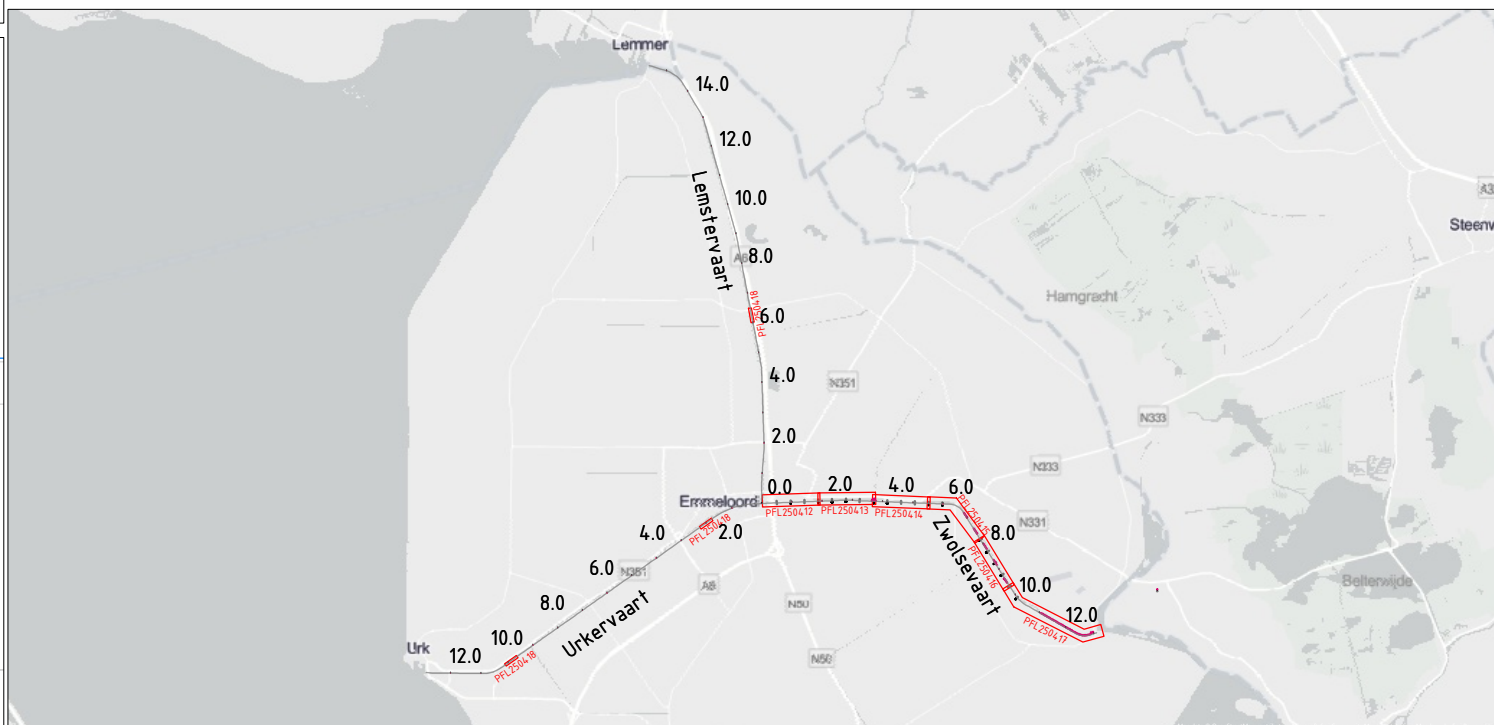 Lemmer
14.0
12.0
Lemstervaart
10.0
A3
Steenw
A6
8.0
Hamgracht
PFL250418
6.0
4.0
N351
N333
2.0
N333
Emmeloord
0.0
2.0
4.0
6.0
PFL250412
PFL250413
PFL250414
PFL250415
N331
PFL250418
4.0
2.0
Zwolsevaart
8.0
PFL250416
6.0
N351
A6
10.0
Belterwijde
8.0
Urkervaart
N50
12.0
PFL250417
10.0
Urk
12.0
PFL250418
N50